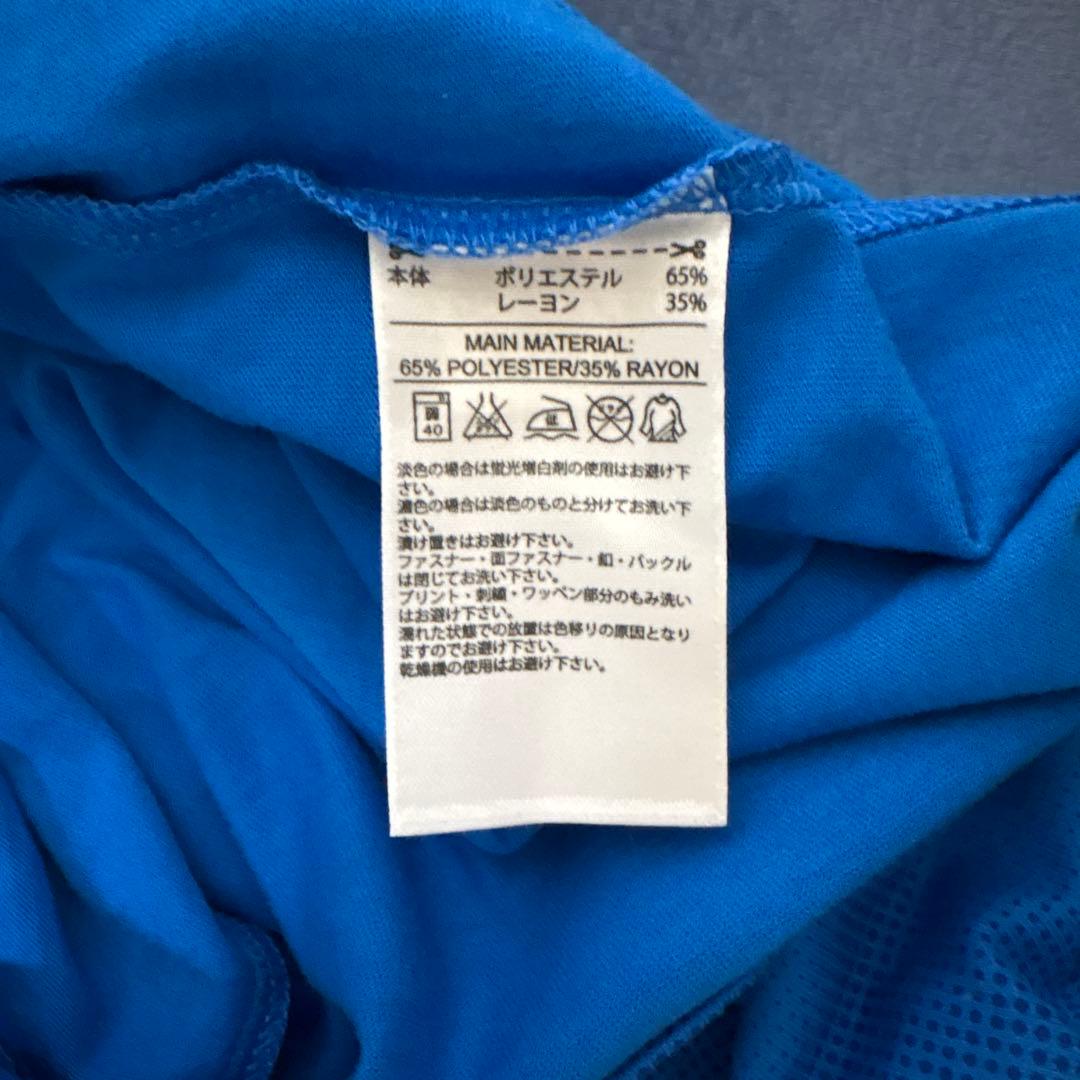 本体 ポリエステル 65%
レーヨン 35%
MAIN MATERIAL:
65% POLYESTER/35% RAYON
弱 40 低
淡色の場合は蛍光増白剤の使用はお避け下
さい。
濃色の場合は淡色のものと分けてお洗い下
さい。
漬け置きはお避け下さい。
ファスナー・面ファスナー・釦・バックル
は閉じてお洗い下さい。
プリント・刺繍・ワッペン部分のもみ洗い
はお避け下さい。
濡れた状態での放置は色移りの原因となり
ますのでお避け下さい。
乾燥機の使用はお避け下さい。